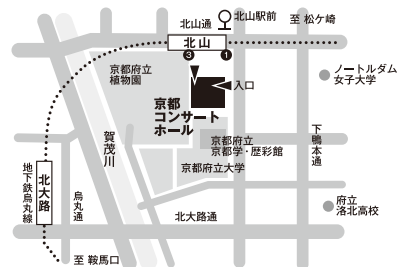 北山通
北山駅前
至 松ケ崎
北山
3
1
京都府立
植物園
入口
ノートルダム
女子大学
京都
コンサート
ホール
賀茂川
京都府立
京都学・歴彩館
下鴨本通
京都府立大学
地下鉄烏丸線
北大路
烏丸通
府立
洛北高校
北大路通
至 鞍馬口